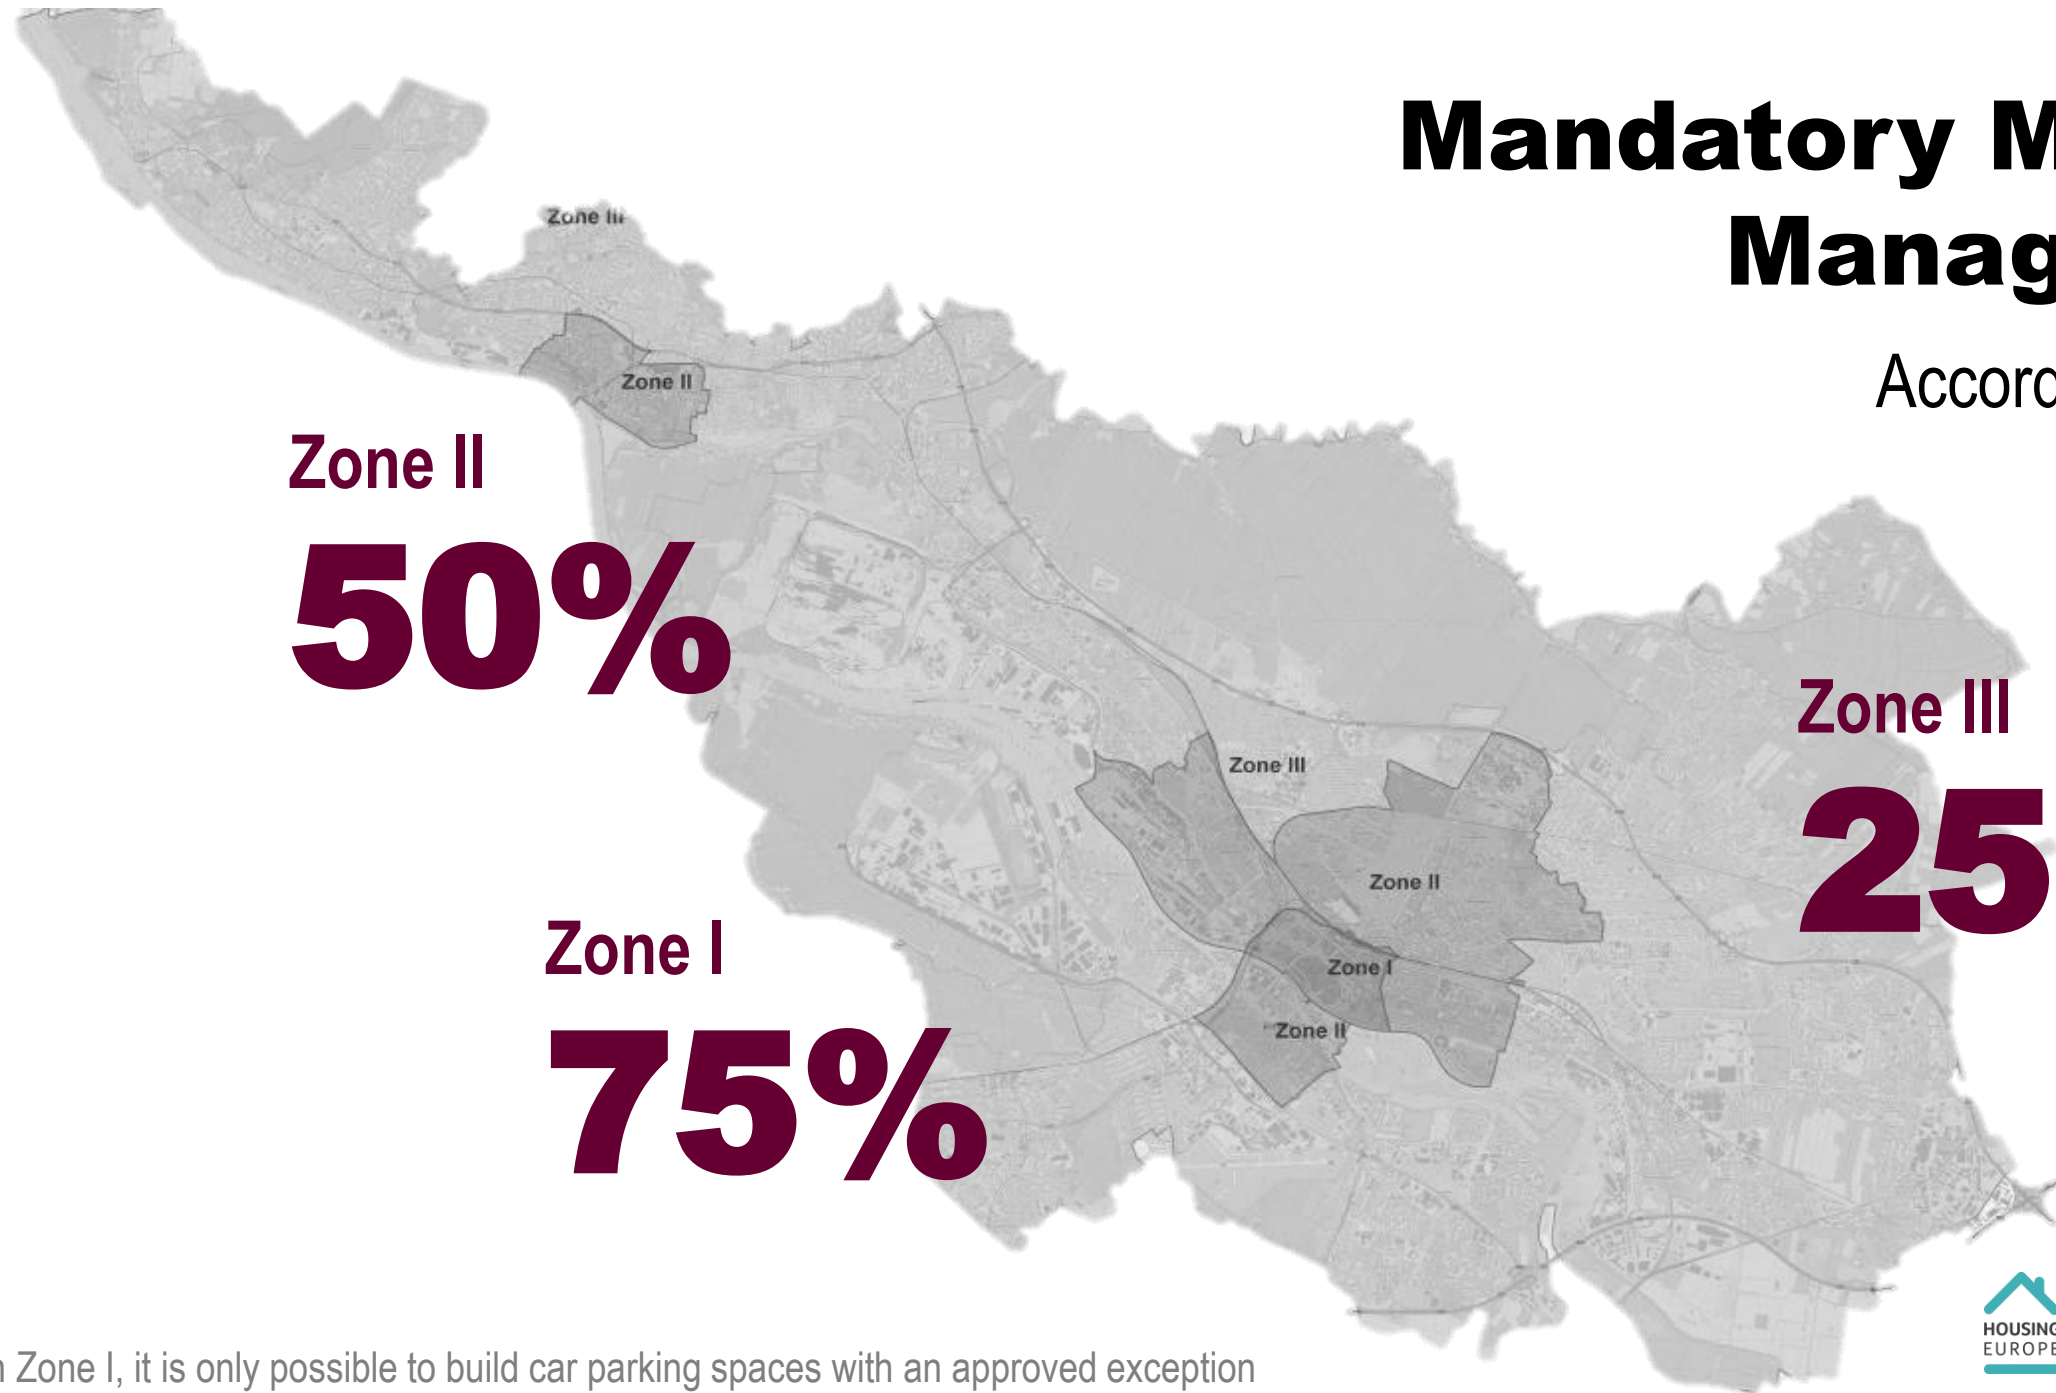 Mandatory M
Manag
Accord
Zone III
Zone II
Zone II
50%
Zone III
25
Zone III
Zone II
Zone I
75%
Zone I
Zone II
n Zone I, it is only possible to build car parking spaces with an approved exception
HOUSING
EUROPE